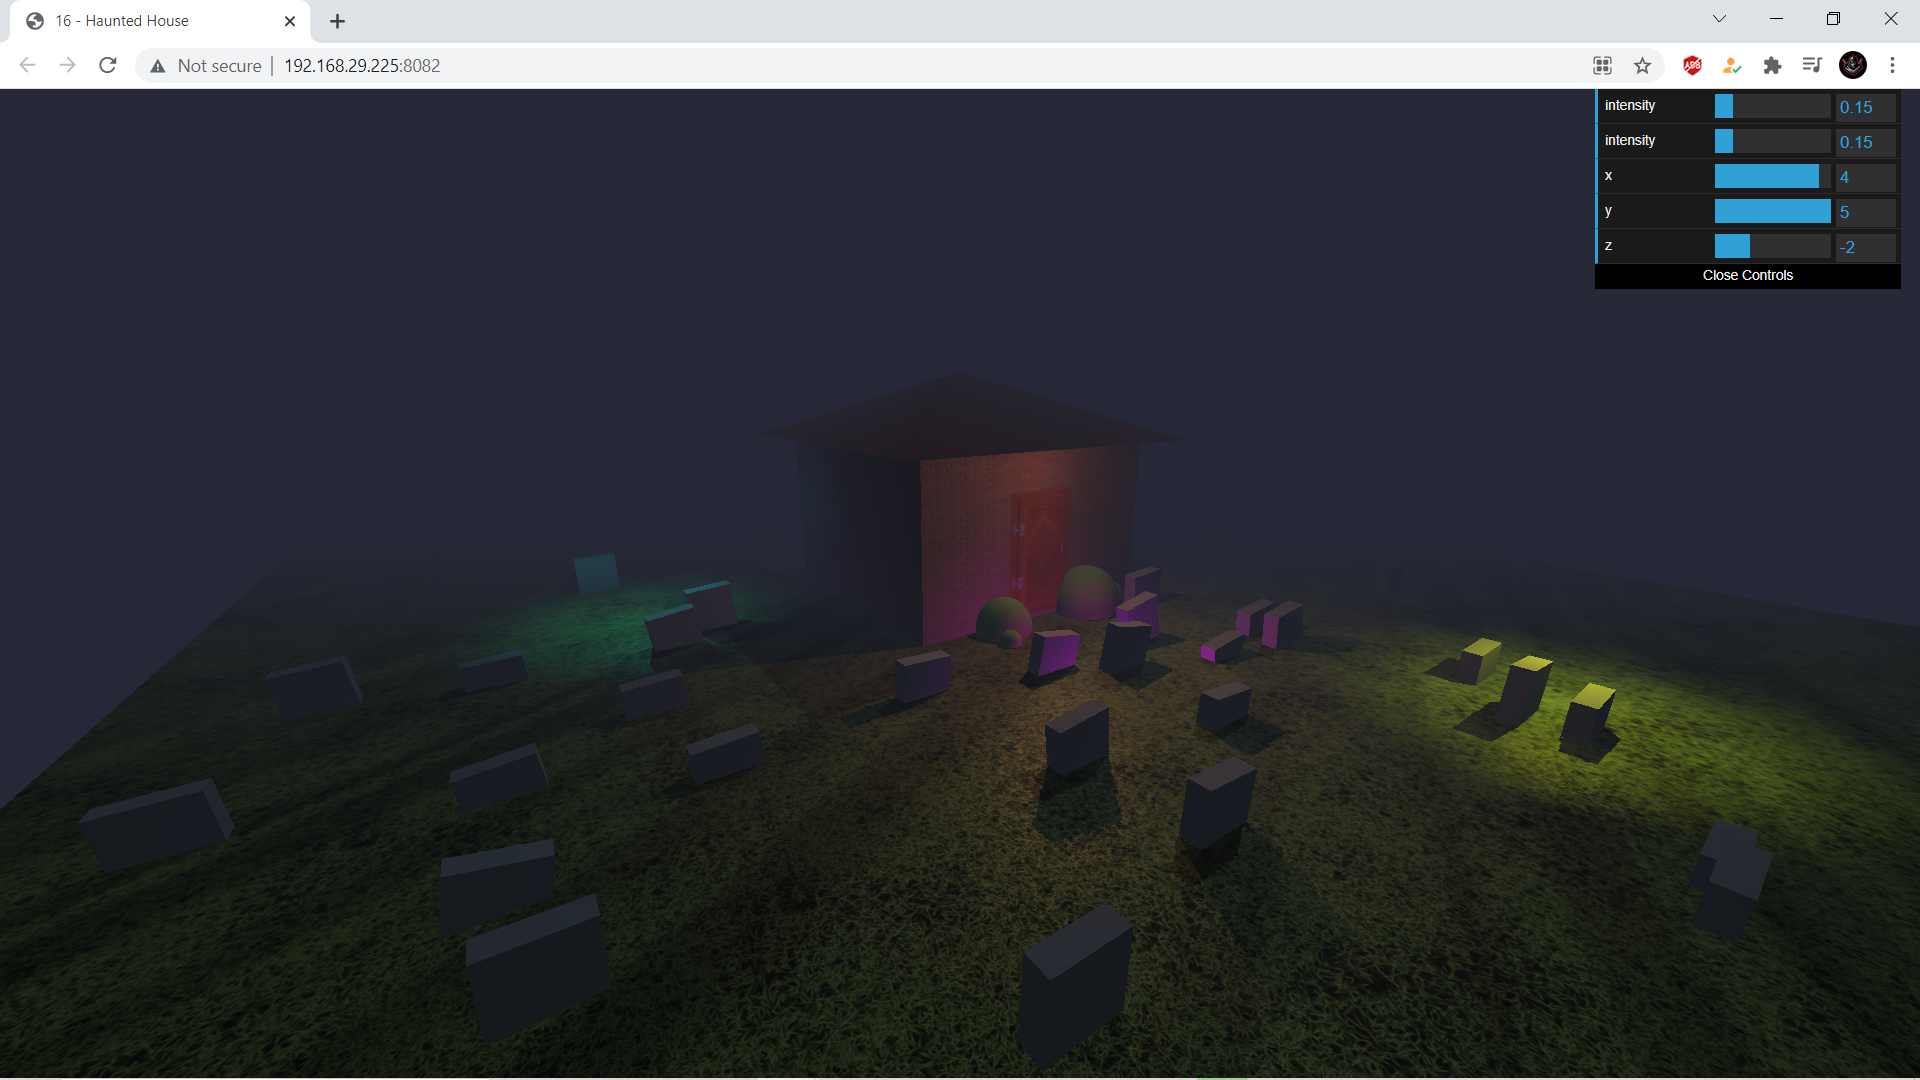 16 - Haunted House
Not secure
192.168.29.225:8082
ABP
intensity 0.15
intensity 0.15
x 4
y 5
z -2
Close Controls